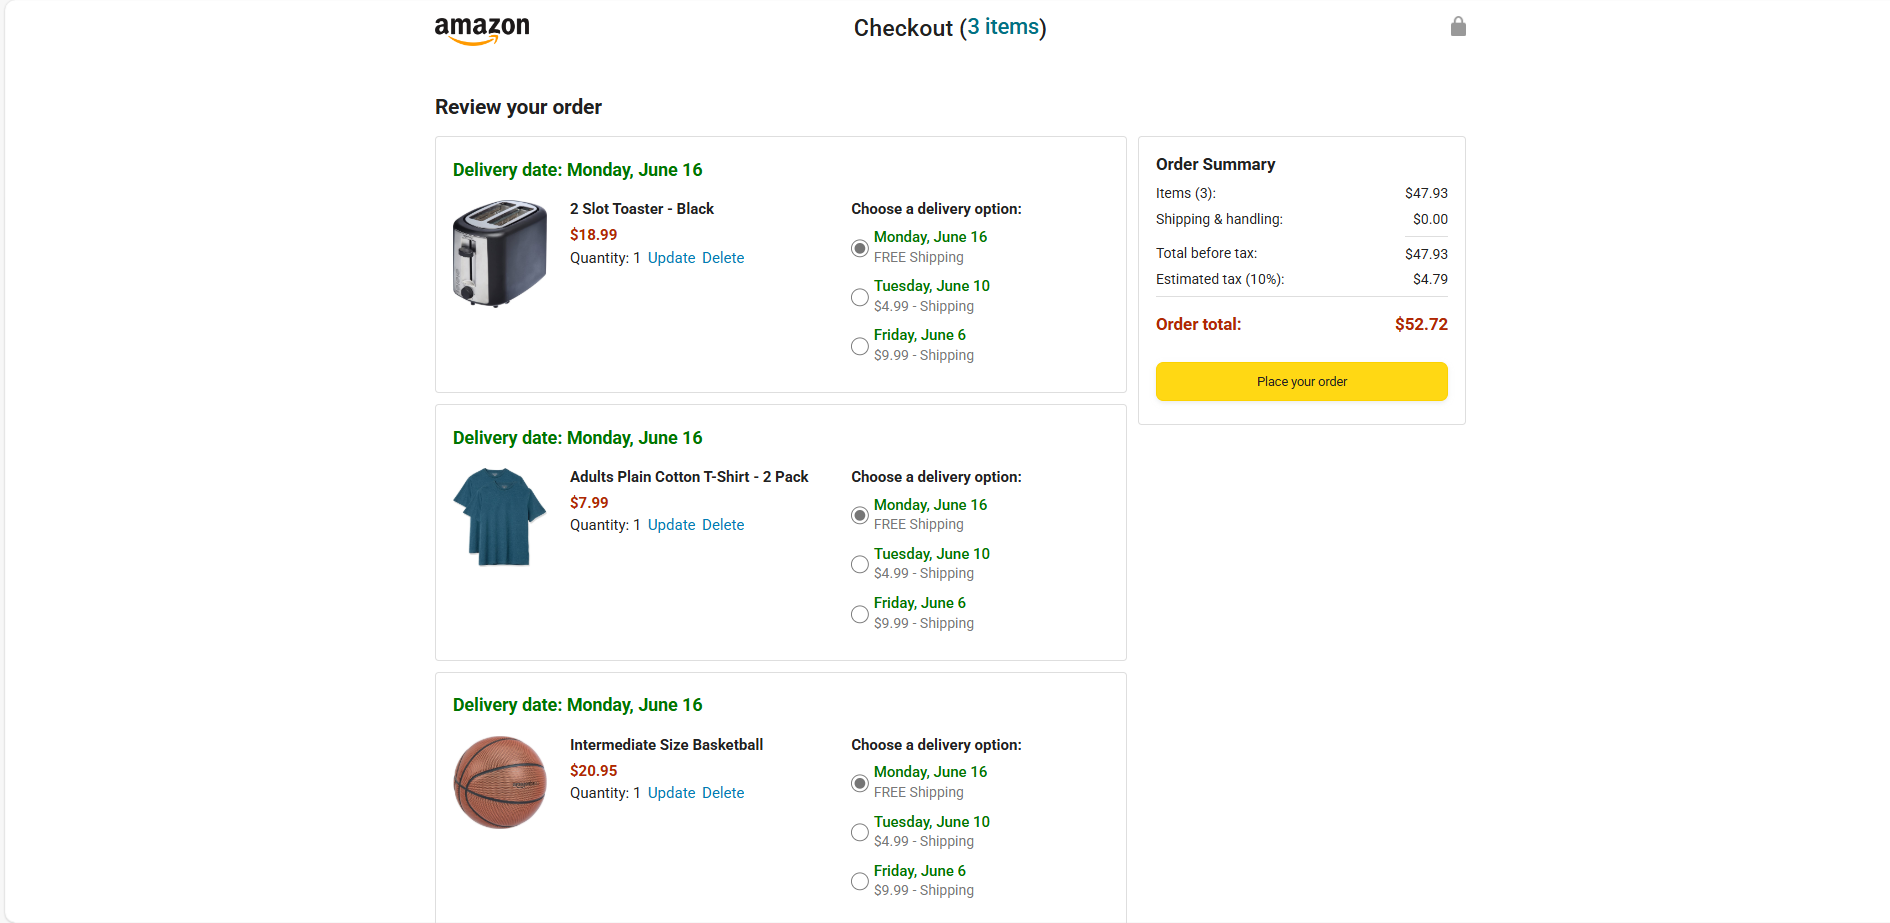 amazon
Checkout (3 items)
Review your order
Delivery date: Monday, June 16
2 Slot Toaster - Black
$18.99
Quantity: 1 Update Delete
Choose a delivery option:
Monday, June 16
FREE Shipping
Tuesday, June 10
$4.99 - Shipping
Friday, June 6
$9.99 - Shipping
Delivery date: Monday, June 16
Adults Plain Cotton T-Shirt - 2 Pack
$7.99
Quantity: 1 Update Delete
Choose a delivery option:
Monday, June 16
FREE Shipping
Tuesday, June 10
$4.99 - Shipping
Friday, June 6
$9.99 - Shipping
Delivery date: Monday, June 16
Intermediate Size Basketball
$20.95
Quantity: 1 Update Delete
Choose a delivery option:
Monday, June 16
FREE Shipping
Tuesday, June 10
$4.99 - Shipping
Friday, June 6
$9.99 - Shipping
Order Summary
Items (3): $47.93
Shipping & handling: $0.00
Total before tax: $47.93
Estimated tax (10%): $4.79
Order total: $52.72
Place your order